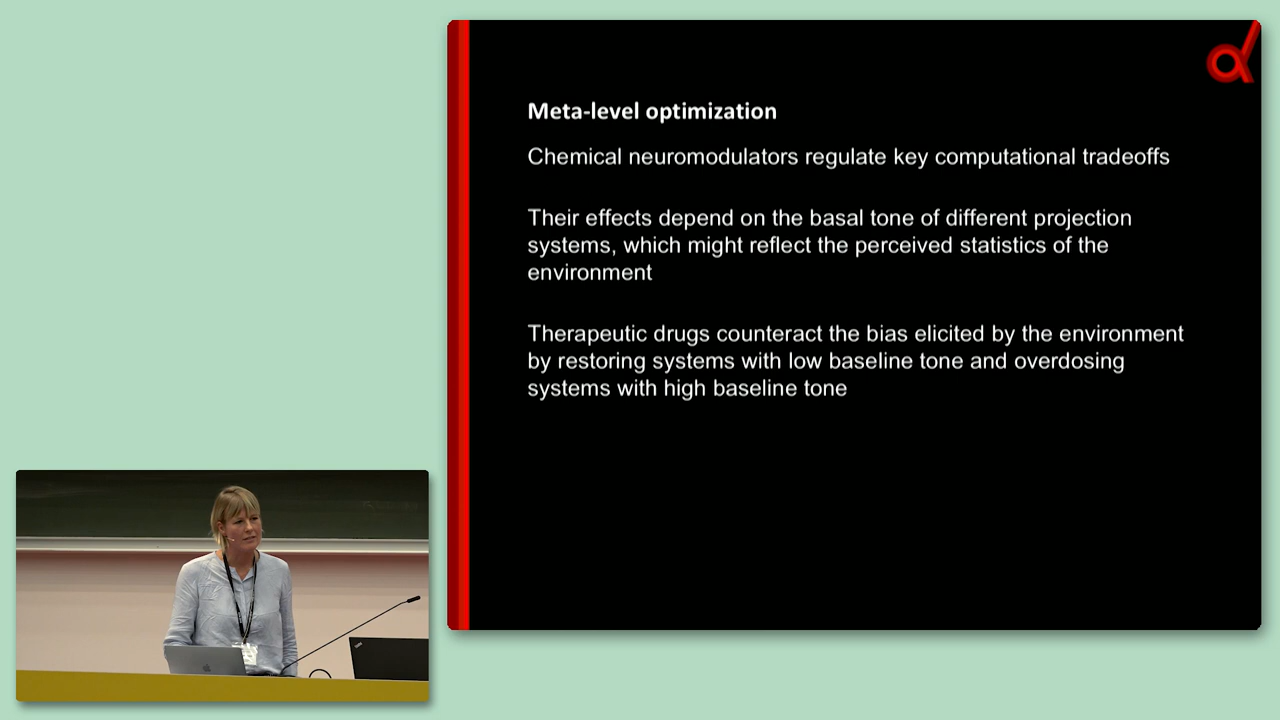 Meta-level optimization
Chemical neuromodulators regulate key computational tradeoffs
Their effects depend on the basal tone of different projection
systems, which might reflect the perceived statistics of the
environment
Therapeutic drugs counteract the bias elicited by the environment
by restoring systems with low baseline tone and overdosing
systems with high baseline tone